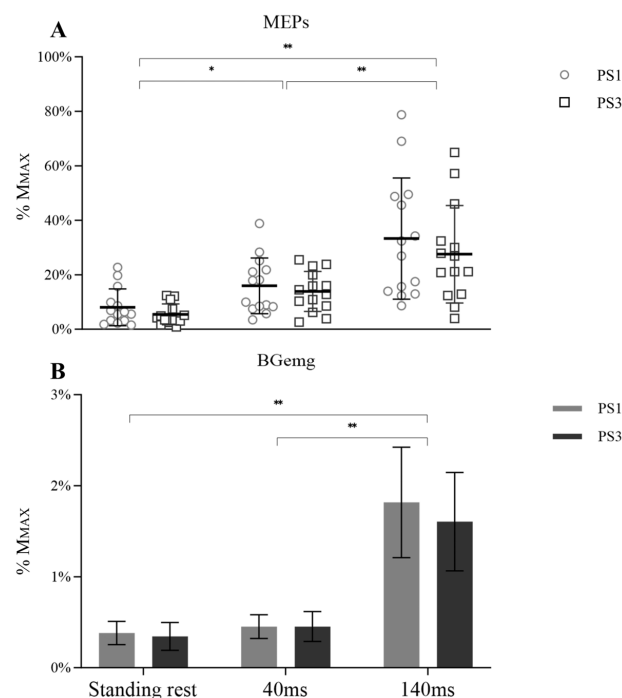 A
MEPs
100%
80%
60%
40%
20%
0%
% MMAX
**
*
**
PS1
PS3
B
BGemg
3%
2%
1%
0%
% MMAX
**
**
PS1
PS3
Standing rest 40ms 140ms